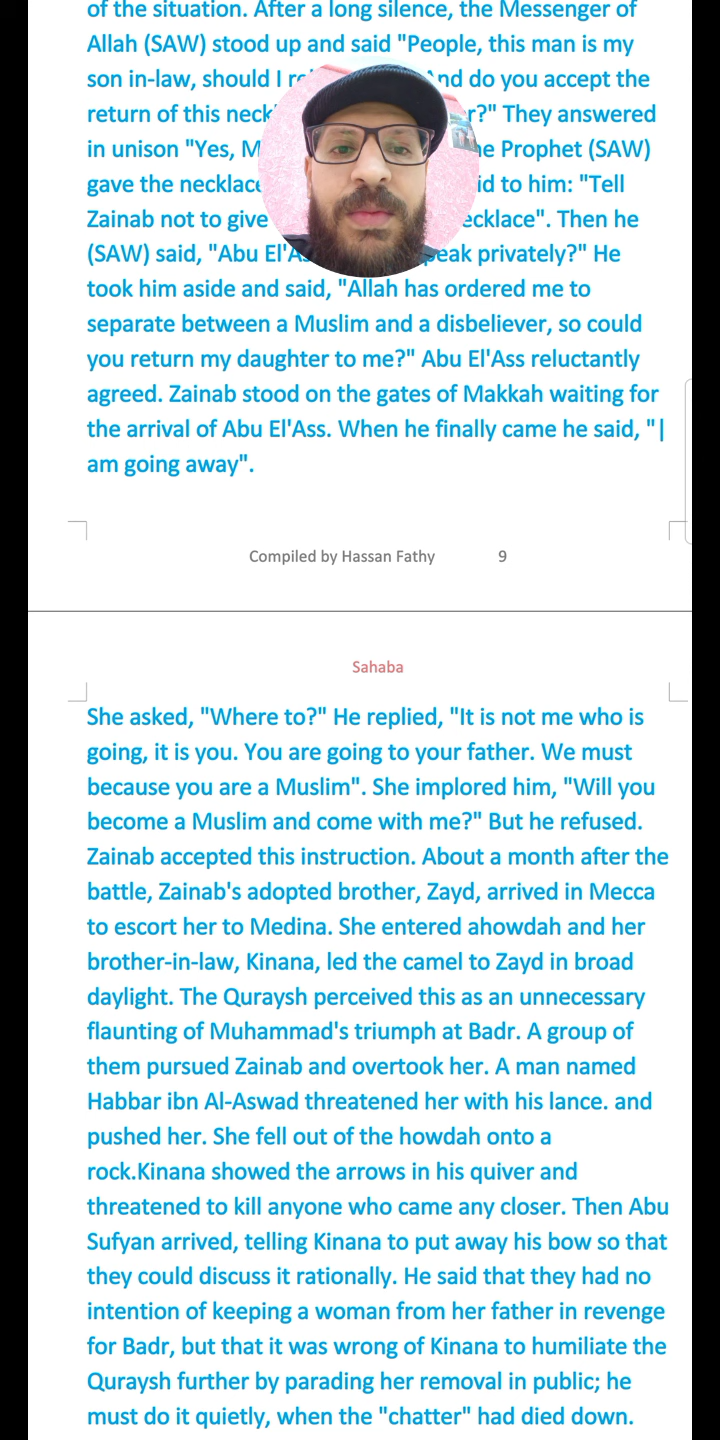 of the situation. After a long silence, the Messenger of
Allah (SAW) stood up and said "People, this man is my
son in-law, should I And do you accept the
return of this r?" They answered
in unison "Yes, Prophet (SAW)
gave the necklace to him: "Tell
Zainab not to give ecklace". Then he
(SAW) said, "Abu privately?" He
took him aside and said, "Allah has ordered me to
separate between a Muslim and a disbeliever, so could
you return my daughter to me?" Abu El'Ass reluctantly
agreed. Zainab stood on the gates of Makkah waiting for
the arrival of Abu El'Ass. When he finally came he said, "|
am going away".
Compiled by Hassan Fathy 9
Sahaba
She asked, "Where to?" He replied, "It is not me who is
going, it is you. You are going to your father. We must
because you are a Muslim". She implored him, "Will you
become a Muslim and come with me?" But he refused.
Zainab accepted this instruction. About a month after the
battle, Zainab's adopted brother, Zayd, arrived in Mecca
to escort her to Medina. She entered ahowdah and her
brother-in-law, Kinana, led the camel to Zayd in broad
daylight. The Quraysh perceived this as an unnecessary
flaunting of Muhammad's triumph at Badr. A group of
them pursued Zainab and overtook her. A man named
Habbar ibn Al-Aswad threatened her with his lance. and
pushed her. She fell out of the howdah onto a
rock.Kinana showed the arrows in his quiver and
threatened to kill anyone who came any closer. Then Abu
Sufyan arrived, telling Kinana to put away his bow so that
they could discuss it rationally. He said that they had no
intention of keeping a woman from her father in revenge
for Badr, but that it was wrong of Kinana to humiliate the
Quraysh further by parading her removal in public; he
must do it quietly, when the "chatter" had died down.